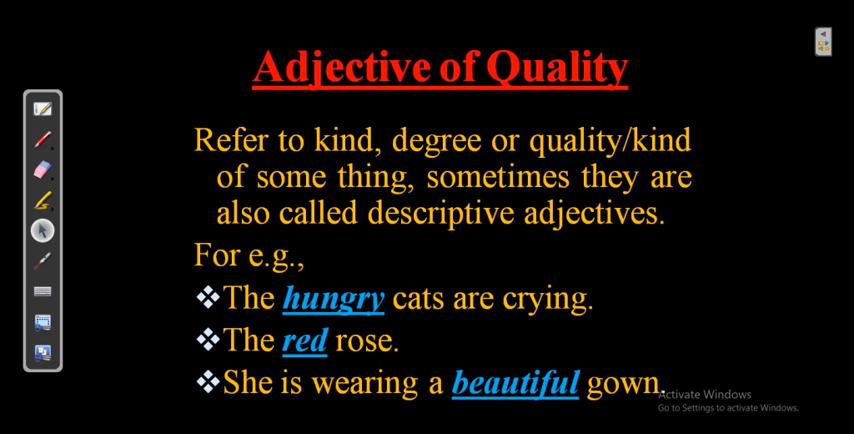 Adjective of Quality
Refer to kind, degree or quality/kind
of some thing, sometimes they are
also called descriptive adjectives.
For e.g.,
❖The hungry cats are crying.
❖The red rose.
❖She is wearing a beautiful gown.
Activate Windows
Go to Settings to activate Windows.